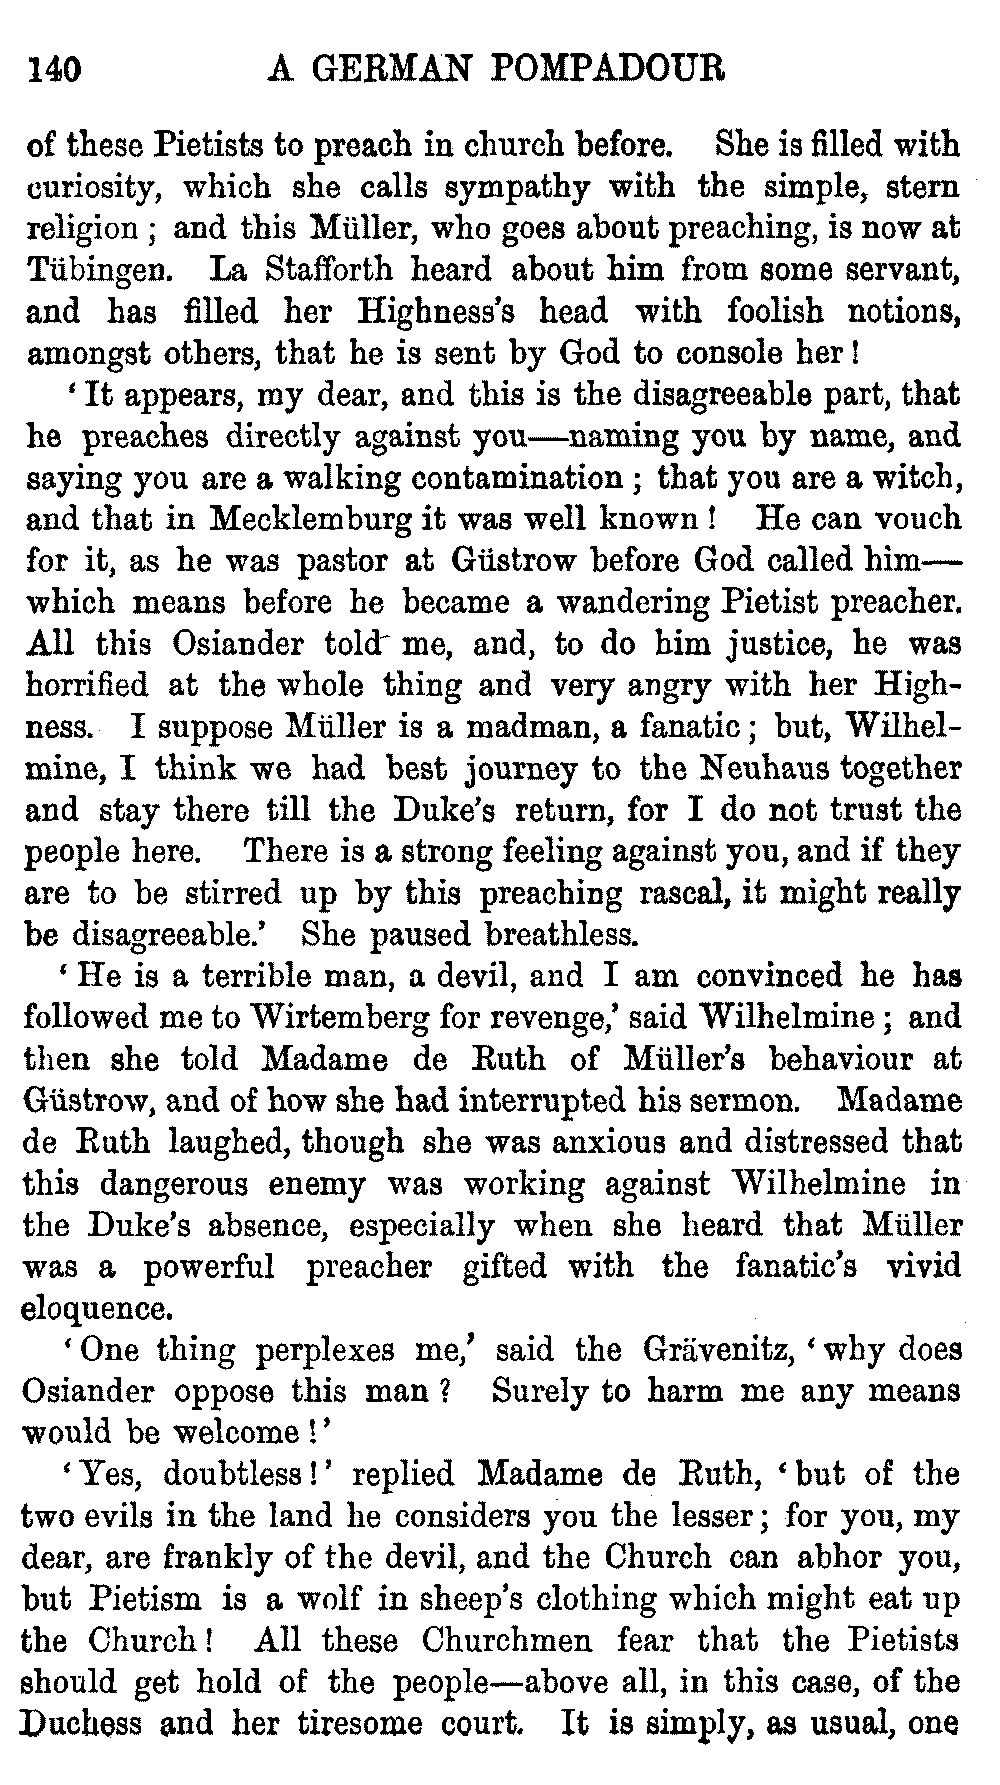 140 A GERMAN POMPADOUR
of these Pietists to preach in church before. She is filled with
curiosity, which she calls sympathy with the simple, stern
religion ; and this Müller, who goes about preaching, is now at
Tübingen. La Stafforth heard about him from some servant,
and has filled her Highness's head with foolish notions,
amongst others, that he is sent by God to console her !
‘ It appears, my dear, and this is the disagreeable part, that
he preaches directly against you—naming you by name, and
saying you are a walking contamination ; that you are a witch,
and that in Mecklemburg it was well known ! He can vouch
for it, as he was pastor at Güstrow before God called him—
which means before he became a wandering Pietist preacher.
All this Osiander told me, and, to do him justice, he was
horrified at the whole thing and very angry with her High-
ness. I suppose Müller is a madman, a fanatic ; but, Wilhel-
mine, I think we had best journey to the Neuhaus together
and stay there till the Duke's return, for I do not trust the
people here. There is a strong feeling against you, and if they
are to be stirred up by this preaching rascal, it might really
be disagreeable.’ She paused breathless.
‘ He is a terrible man, a devil, and I am convinced he has
followed me to Wirtemberg for revenge,’ said Wilhelmine ; and
then she told Madame de Ruth of Müller's behaviour at
Güstrow, and of how she had interrupted his sermon. Madame
de Ruth laughed, though she was anxious and distressed that
this dangerous enemy was working against Wilhelmine in
the Duke's absence, especially when she heard that Müller
was a powerful preacher gifted with the fanatic's vivid
eloquence.
‘ One thing perplexes me,’ said the Grävenitz, ‘ why does
Osiander oppose this man ? Surely to harm me any means
would be welcome ! ’
‘ Yes, doubtless ! ’ replied Madame de Ruth, ‘ but of the
two evils in the land he considers you the lesser ; for you, my
dear, are frankly of the devil, and the Church can abhor you,
but Pietism is a wolf in sheep's clothing which might eat up
the Church ! All these Churchmen fear that the Pietists
should get hold of the people—above all, in this case, of the
Duchess and her tiresome court. It is simply, as usual, one